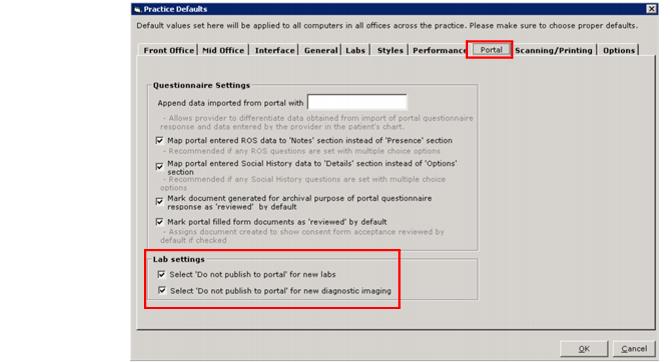 Practice Defaults
Default values set here will be applied to all computers in all offices across the practice. Please make sure to choose proper defaults.
Front Office Mid Office Interface General Labs Styles Performance Portal Scanning/Printing Options
Questionnaire Settings
Append data imported from portal with
- Allows provider to differentiate data obtained from import of portal questionnaire
response and data entered by the provider in the patient's chart.
Map portal entered ROS data to 'Notes' section instead of 'Presence' section
- Recommended if any ROS questions are set with multiple choice options
Map portal entered Social History data to 'Details' section instead of 'Options'
section
- Recommended if any Social History questions are set with multiple choice
options
Mark document generated for archival purpose of portal questionnaire
response as 'reviewed' by default
Mark portal filled form documents as 'reviewed' by default
- Assigns document created to show consent form acceptance reviewed by
default if checked
Lab settings
Select 'Do not publish to portal' for new labs
Select 'Do not publish to portal' for new diagnostic imaging
OK Cancel